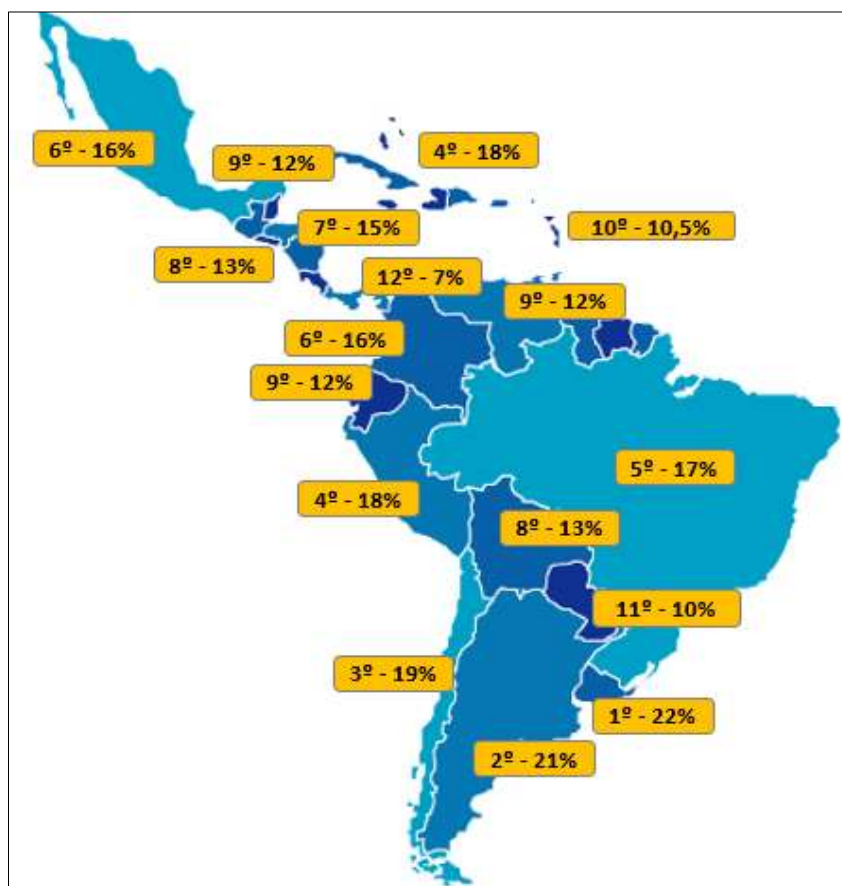 6º - 16%
9º - 12%
4º - 18%
7º - 15%
10º - 10,5%
8º - 13%
12º - 7%
9º - 12%
6º - 16%
9º - 12%
5º - 17%
4º - 18%
8º - 13%
11º - 10%
3º - 19%
1º - 22%
2º - 21%